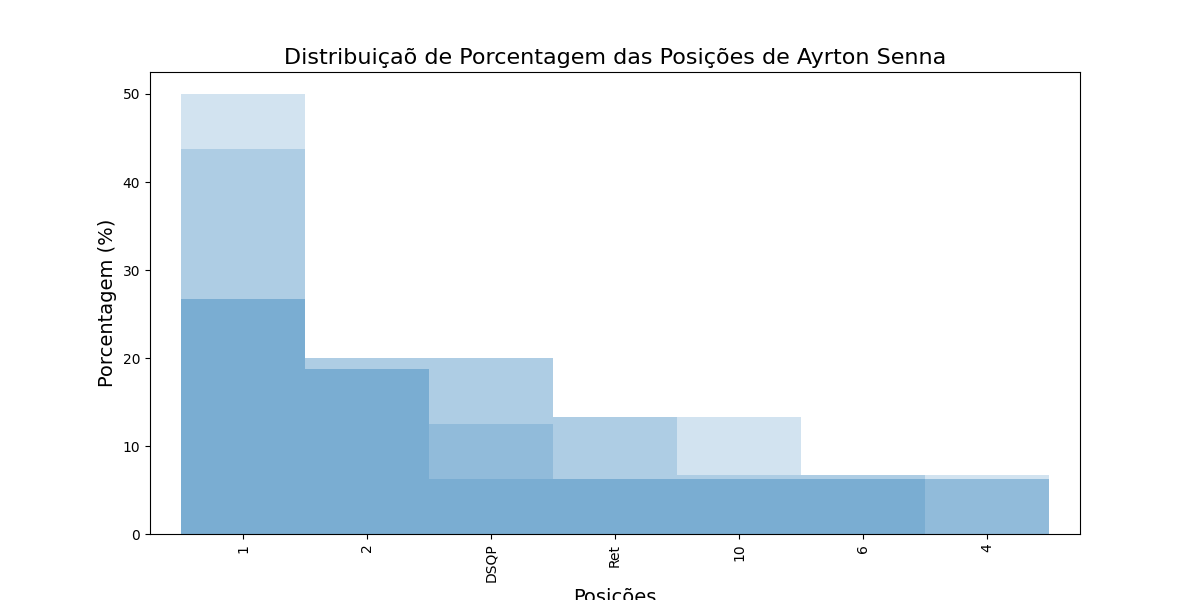 Distribuiçaõ de Porcentagem das Posições de Ayrton Senna
Porcentagem (%)
50
40
30
20
10
0
1
2
DSQP
Ret
10
6
4
Posições